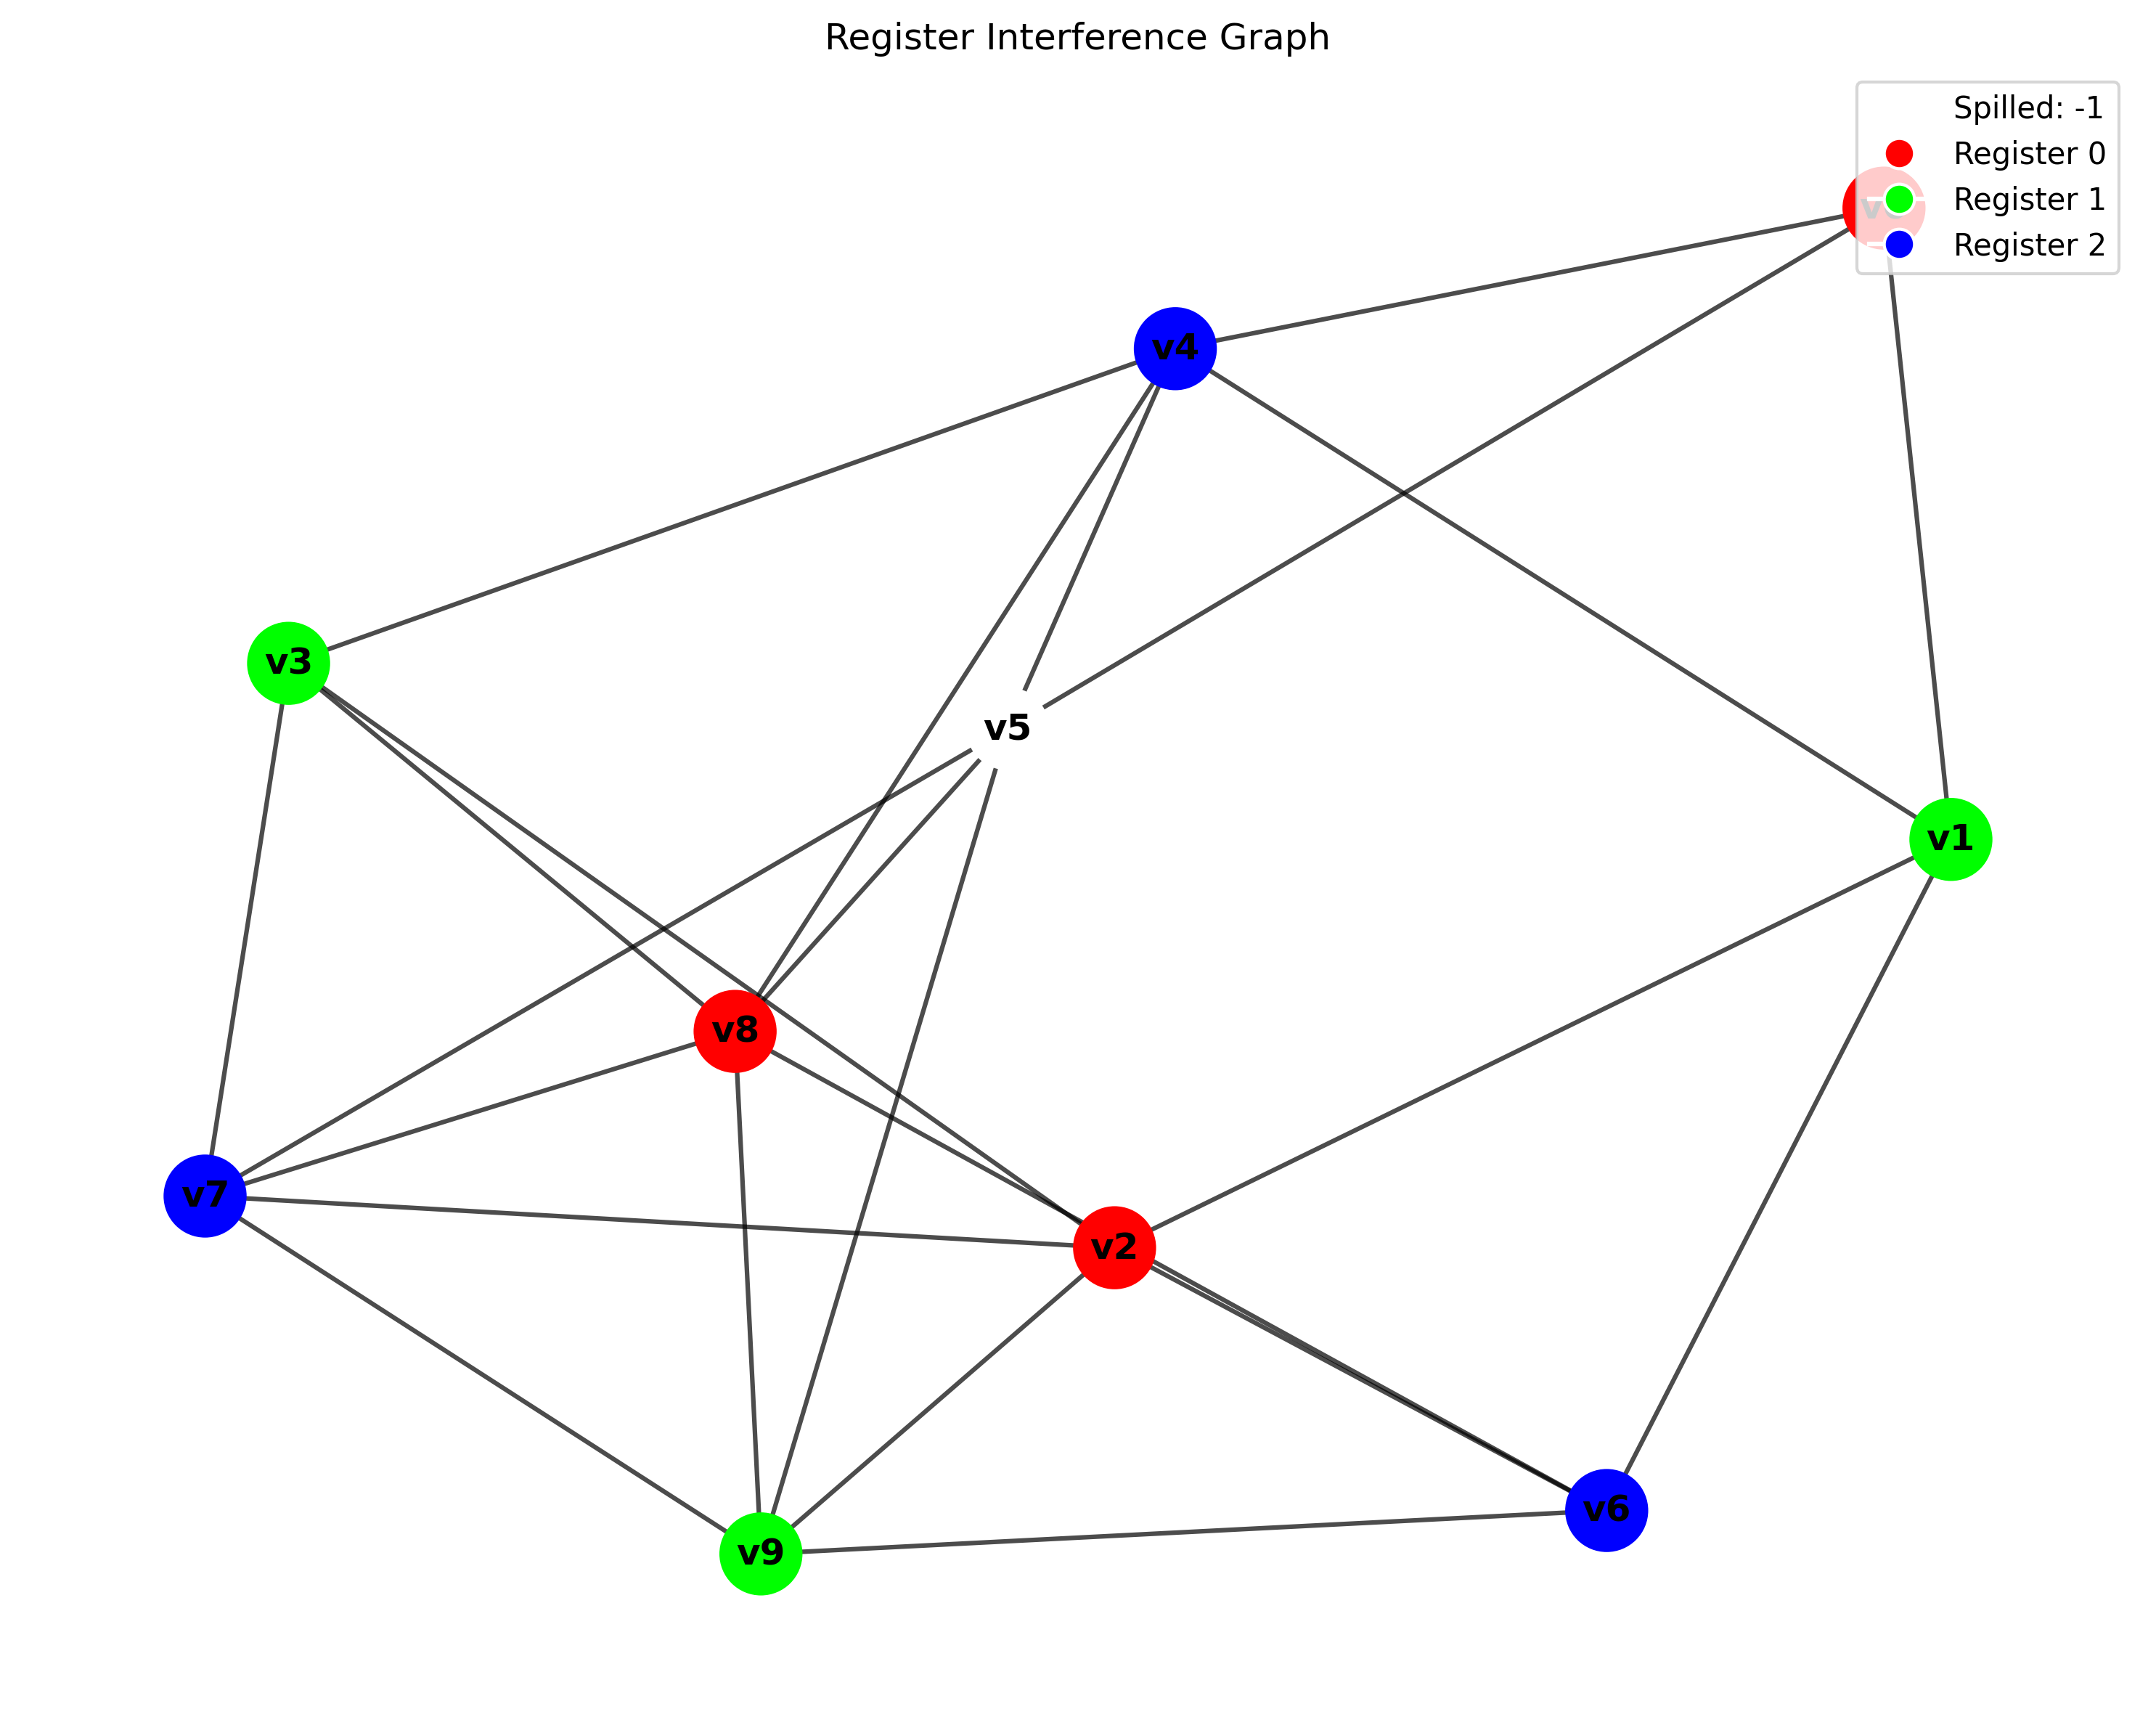 Register Interference Graph
Spilled: -1
Register 0
Register 1
Register 2
v4
v3
v5
v1
v8
v7
v2
v6
v9